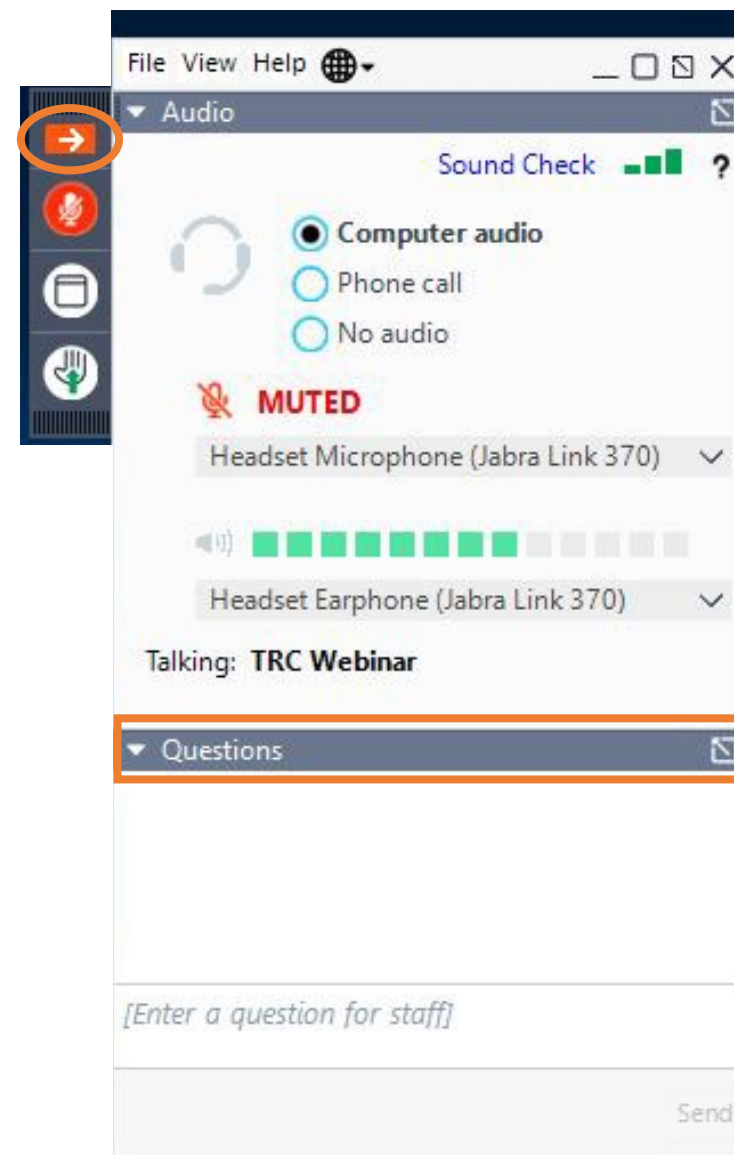 File View Help
Audio
Sound Check ?
Computer audio
Phone call
No audio
MUTED
Headset Microphone (Jabra Link 370)
Headset Earphone (Jabra Link 370)
Talking: TRC Webinar
Questions
[Enter a question for staff]
Send